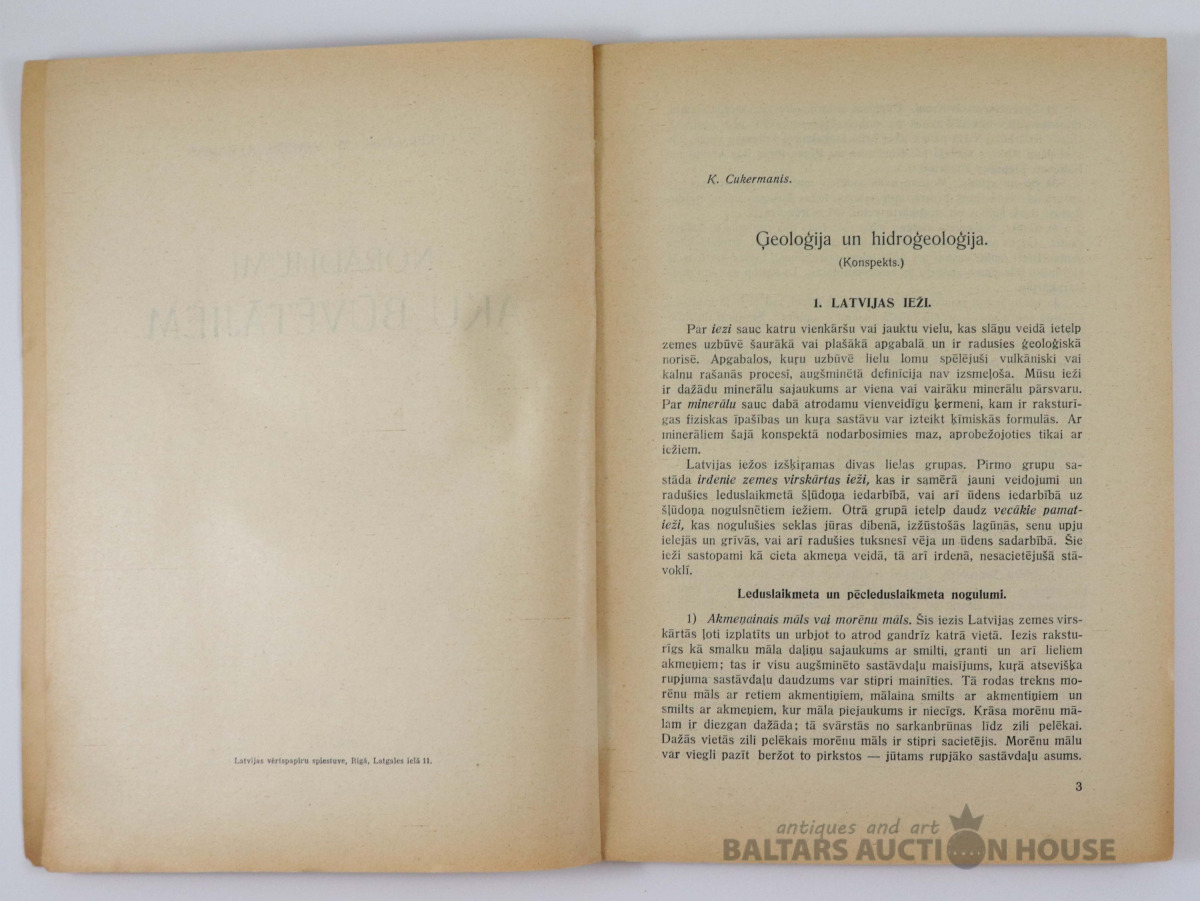 NORĀDIJUMI
AKU BŪVĒTĀJIEM
Latvijas vērtspapīru spiestuve, Rīgā, Latgales ielā 11.
K. Cukermanis.
Ģeoloģija un hidroģeoloģija.
(Konspekts.)
1. LATVIJAS IEŽI.
Par iezi sauc katru vienkāršu vai jauktu vielu, kas slāņu veidā ietelp
zemes uzbūvē šaurākā vai plašākā apgabalā un ir radusies ģeoloģiskā
norisē. Apgabalos, kuŗu uzbūvē lielu lomu spēlējuši vulkāniski vai
kalnu rašanās procesi, augšminētā definīcija nav izsmeļoša. Mūsu ieži
ir dažādu minerālu sajaukums ar viena vai vairāku minerālu pārsvaru.
Par minerālu sauc dabā atrodamu vienveidīgu ķermeni, kam ir raksturī-
gas fiziskas īpašības un kuŗa sastāvu var izteikt ķīmiskās formulās. Ar
minerāliem šajā konspektā nodarbosimies maz, aprobežojoties tikai ar
iežiem.
Latvijas iežos izšķiŗamas divas lielas grupas. Pirmo grupu sa-
stāda irdenie zemes virskārtas ieži, kas ir samērā jauni veidojumi un
radušies leduslaikmetā šļūdoņa iedarbībā, vai arī ūdens iedarbībā uz
šļūdoņa nogulsnētiem iežiem. Otrā grupā ietelp daudz vecākie pamat-
ieži, kas nogulušies seklas jūras dibenā, izžūstošās lagūnās, senu upju
ielejās un grīvās, vai arī radušies tuksnesī vēja un ūdens sadarbībā. Šie
ieži sastopami kā cieta akmeņa veidā, tā arī irdenā, nesacietējušā stā-
voklī.
Leduslaikmeta un pēcleduslaikmeta nogulumi.
1) Akmeņainais māls vai morēnu māls. Šis iezis Latvijas zemes virs-
kārtās ļoti izplatīts un urbjot to atrod gandrīz katrā vietā. Iezis rakstu-
rīgs kā smalku māla daļiņu sajaukums ar smilti, granti un arī lieliem
akmeņiem; tas ir visu augšminēto sastāvdaļu maisījums, kuŗā atsevišķa
rupjuma sastāvdaļu daudzums var stipri mainīties. Tā rodas trekns mo-
rēnu māls ar retiem akmentiņiem, mālaina smilts ar akmentiņiem un
smilts ar akmeņiem, kur māla piejaukums ir niecīgs. Krāsa morēnu mā-
lam ir diezgan dažāda; tā svārstās no sarkanbrūnas līdz zili pelēkai.
Dažās vietās zili pelēkais morēnu māls ir stipri sacietējis. Morēnu mālu
var viegli pazīt beržot to pirkstos — jūtams rupjāko sastāvdaļu asums.
3
antiques and art
BALTARS AUCTION HOUSE